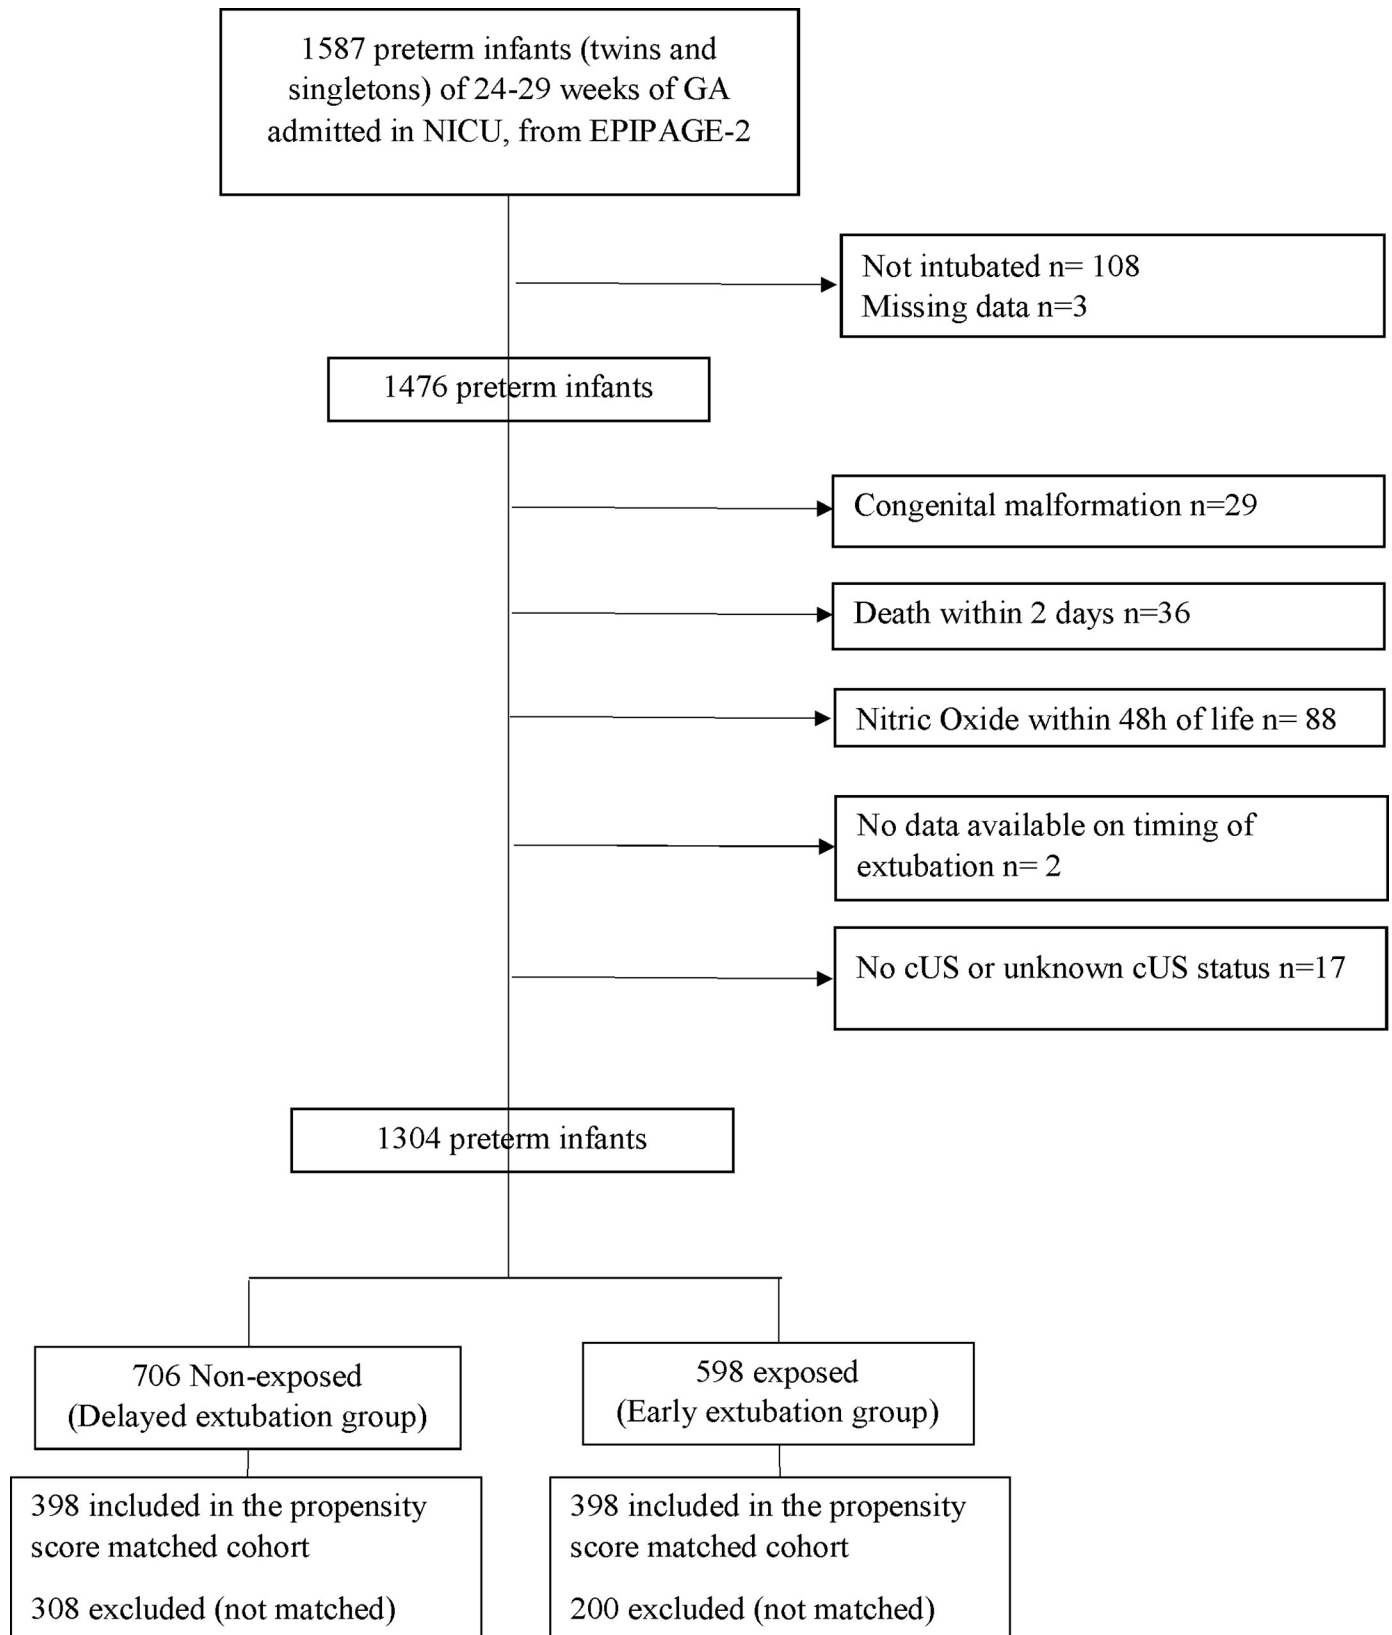 1587 preterm infants (twins and
singletons) of 24-29 weeks of GA
admitted in NICU, from EPIPAGE-2
Not intubated n= 108
Missing data n=3
1476 preterm infants
Congenital malformation n=29
Death within 2 days n=36
Nitric Oxide within 48h of life n= 88
No data available on timing of
extubation n= 2
No cUS or unknown cUS status n=17
1304 preterm infants
706 Non-exposed
(Delayed extubation group)
598 exposed
(Early extubation group)
398 included in the propensity
score matched cohort
308 excluded (not matched)
398 included in the propensity
score matched cohort
200 excluded (not matched)